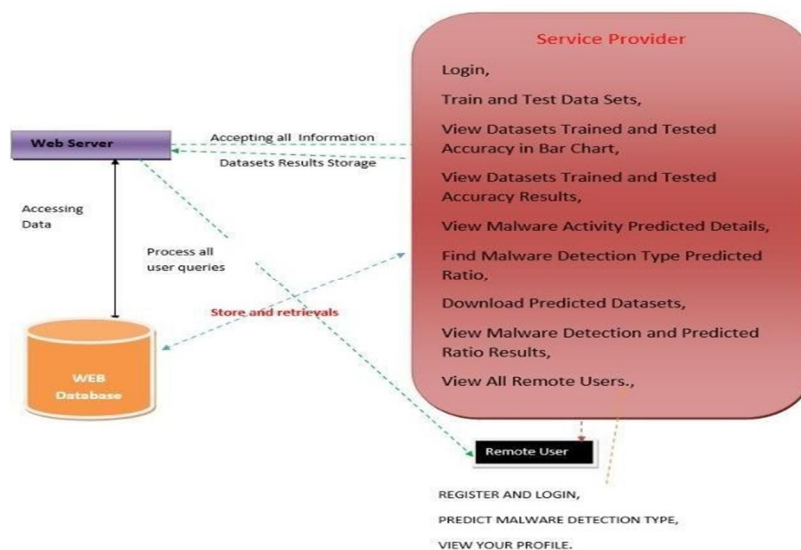 Service Provider
Login,
Train and Test Data Sets,
View Datasets Trained and Tested
Accuracy in Bar Chart,
View Datasets Trained and Tested
Accuracy Results,
View Malware Activity Predicted Details,
Find Malware Detection Type Predicted
Ratio,
Download Predicted Datasets,
View Malware Detection and Predicted
Ratio Results,
View All Remote Users.,
Web Server
Accepting all Information
Datasets Results Storage
Accessing
Data
Process all
user queries
Store and retrievals
WEB
Database
Remote User
REGISTER AND LOGIN,
PREDICT MALWARE DETECTION TYPE,
VIEW YOUR PROFILE.